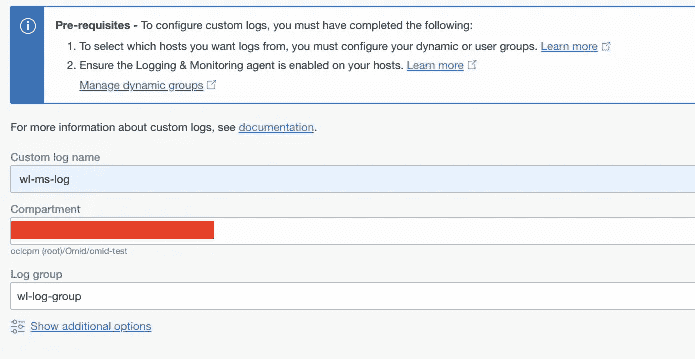 Pre-requisites - To configure custom logs, you must have completed the following:
1. To select which hosts you want logs from, you must configure your dynamic or user groups. Learn more
2. Ensure the Logging & Monitoring agent is enabled on your hosts. Learn more
Manage dynamic groups
For more information about custom logs, see documentation.
Custom log name
wl-ms-log
Compartment
ocicpm (root)/Omid/omid-test
Log group
wl-log-group
Show additional options